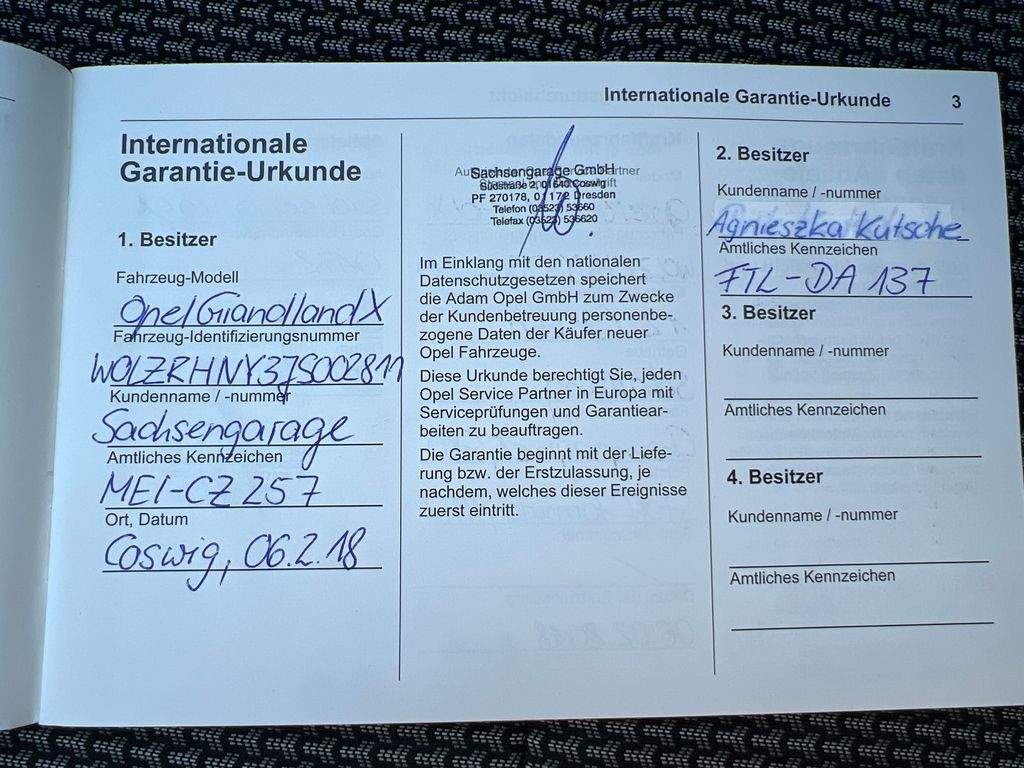 Internationale Garantie-Urkunde 3
Internationale
Garantie-Urkunde
1. Besitzer
Fahrzeug-Modell
Opel Grandland X
Fahrzeug-Identifizierungsnummer
W0LZRHNY37S002811
Kundenname / -nummer
Sachsengarage
Amtliches Kennzeichen
MEI-CZ 257
Ort, Datum
Coswig, 06.2.18
Sachsengarage GmbH
Südstraße 2, 01640 Coswig
PF 270178, 01172 Dresden
Telefon (03523) 53660
Telefax (03523) 536620
Im Einklang mit den nationalen
Datenschutzgesetzen speichert
die Adam Opel GmbH zum Zwecke
der Kundenbetreuung personenbe-
zogene Daten der Käufer neuer
Opel Fahrzeuge.
Diese Urkunde berechtigt Sie, jeden
Opel Service Partner in Europa mit
Serviceprüfungen und Garantiear-
beiten zu beauftragen.
Die Garantie beginnt mit der Liefe-
rung bzw. der Erstzulassung, je
nachdem, welches dieser Ereignisse
zuerst eintritt.
2. Besitzer
Kundenname / -nummer
Agnieszka Kutsche
Amtliches Kennzeichen
FTL-DA 137
3. Besitzer
Kundenname / -nummer
Amtliches Kennzeichen
4. Besitzer
Kundenname / -nummer
Amtliches Kennzeichen